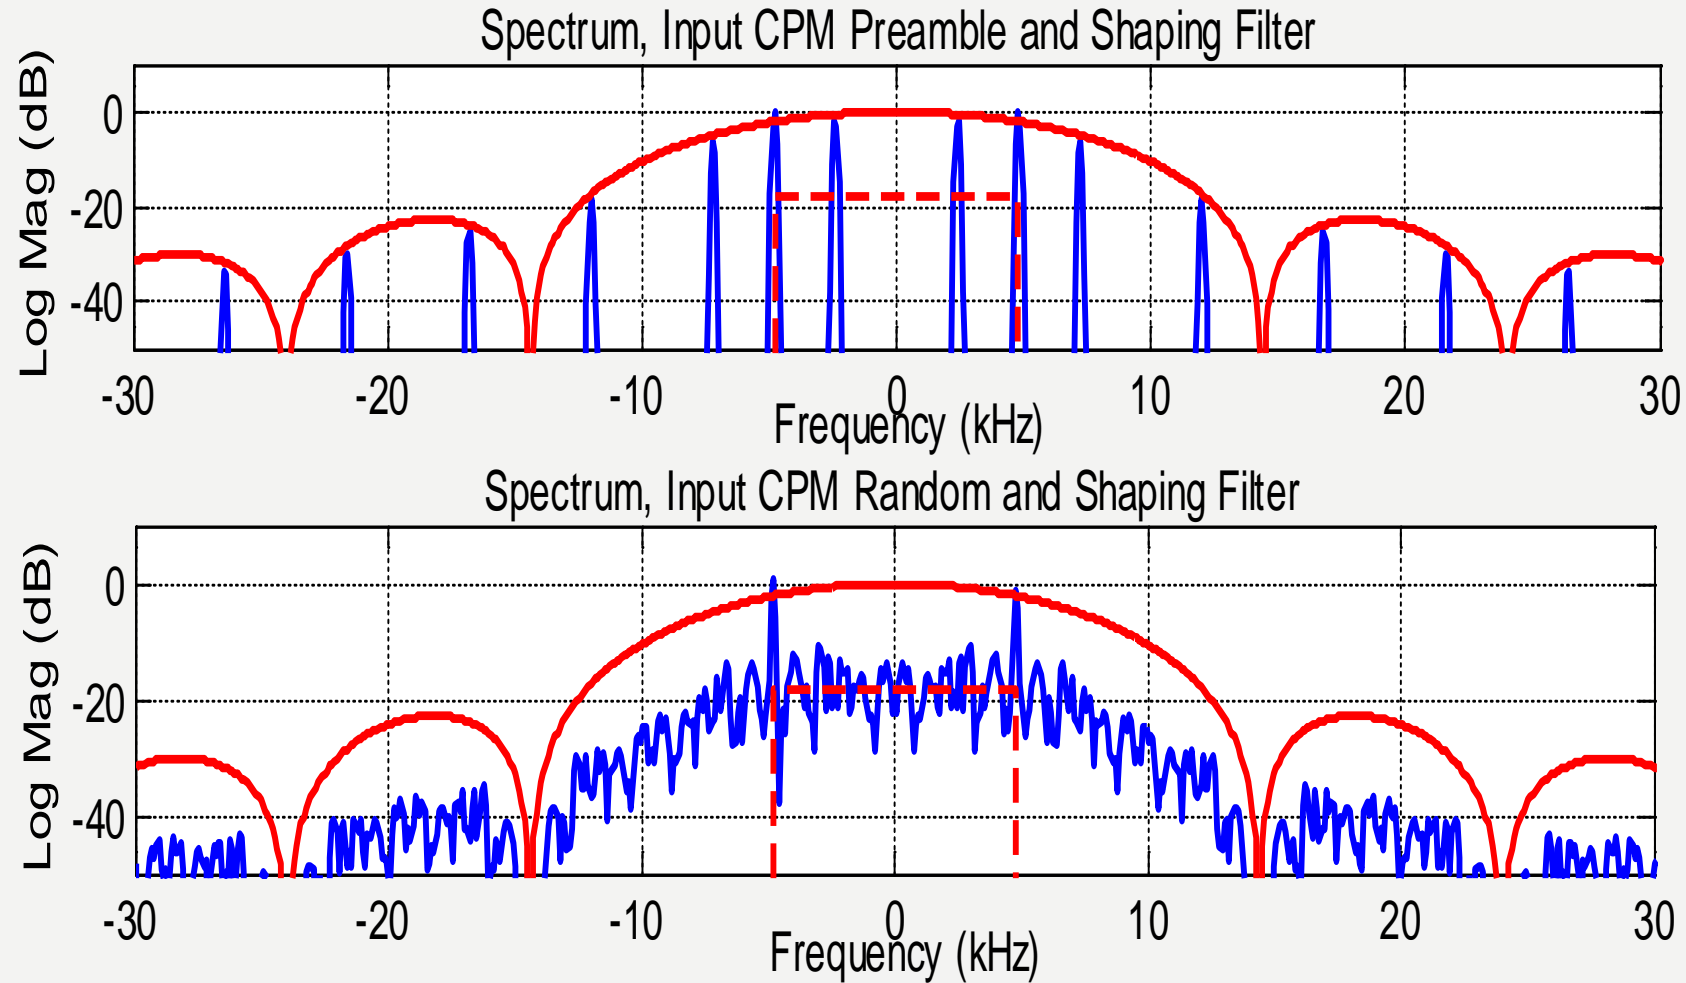 Spectrum, Input CPM Preamble and Shaping Filter
Log Mag (dB)
0
-20
-40
-30 -20 -10 0 10 20 30
Frequency (kHz)
Spectrum, Input CPM Random and Shaping Filter
Log Mag (dB)
0
-20
-40
-30 -20 -10 0 10 20 30
Frequency (kHz)